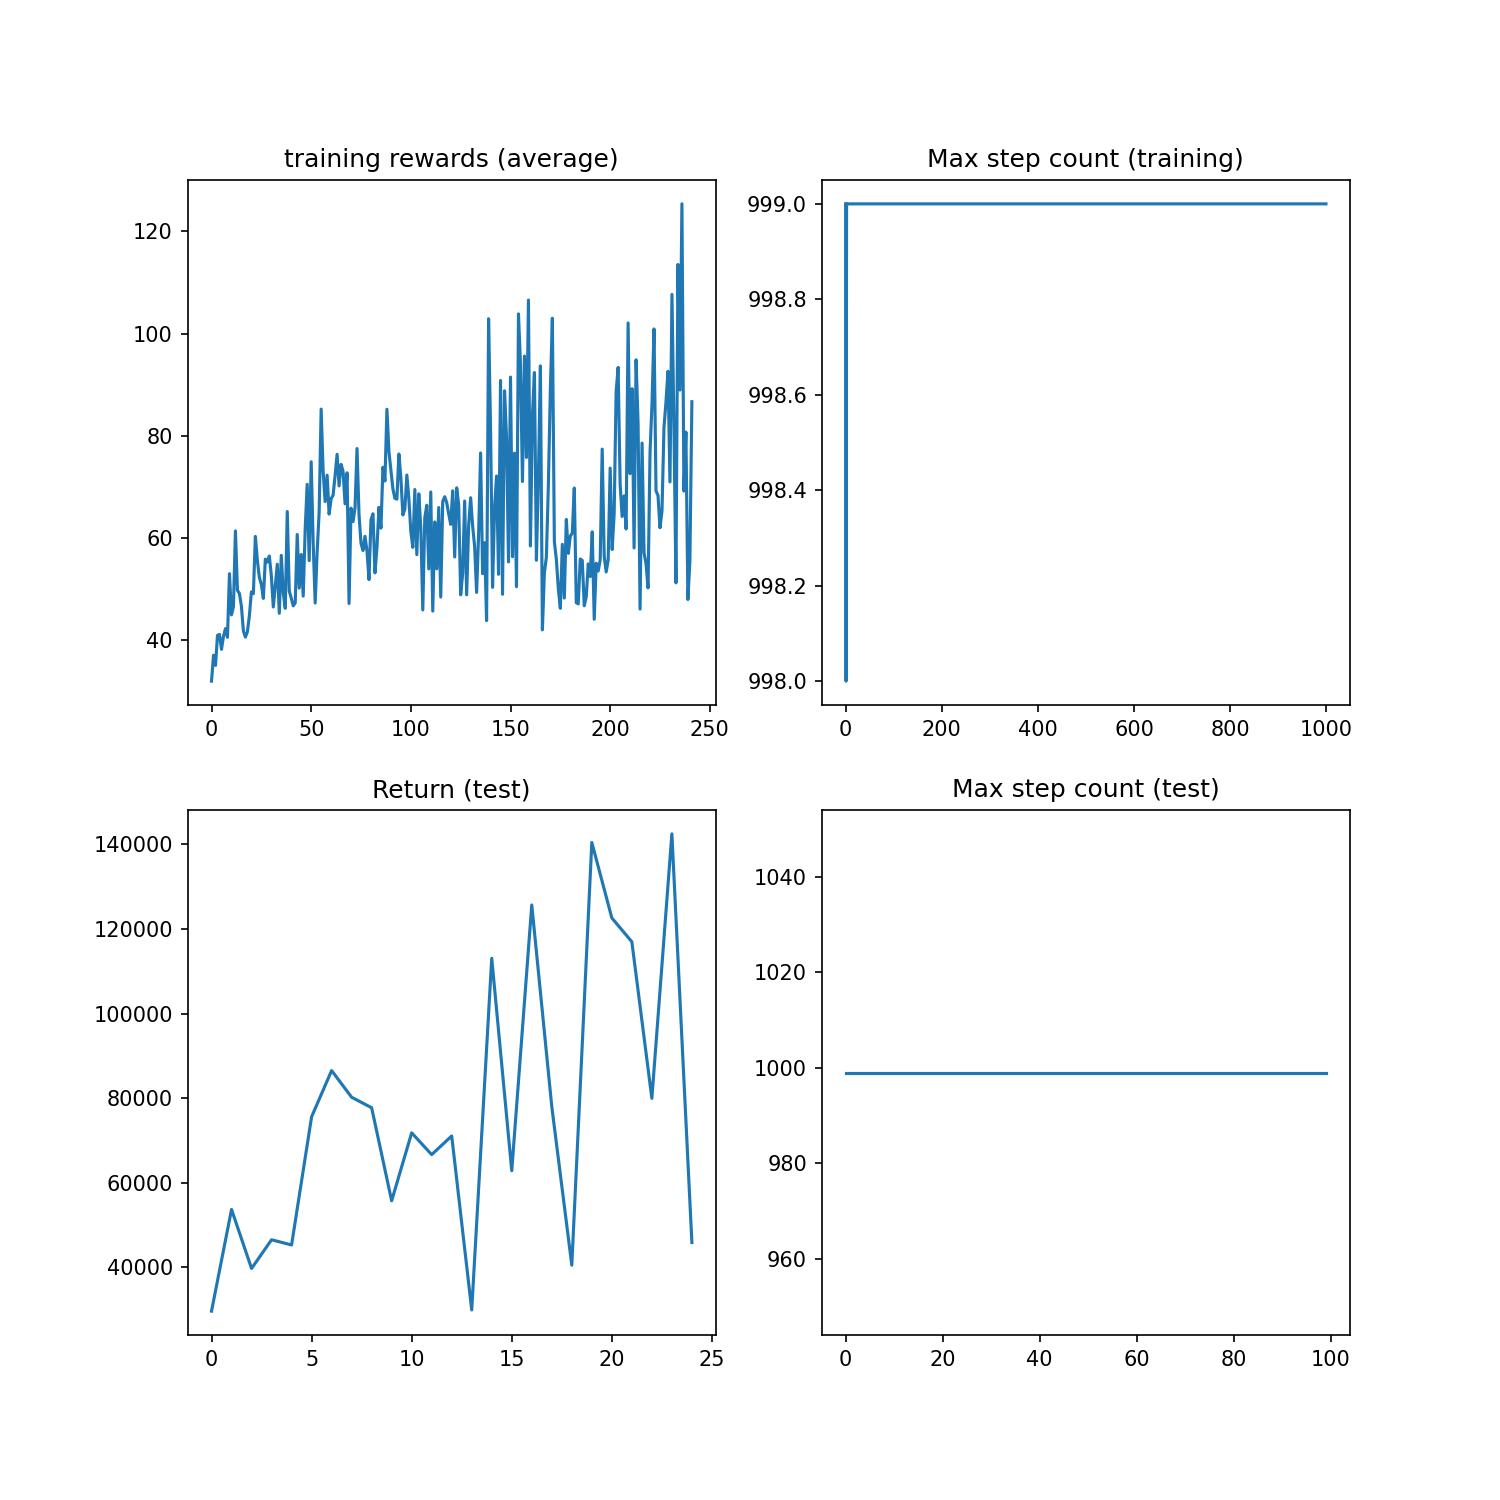 training rewards (average)
120
100
80
60
40
0 50 100 150 200 250
Max step count (training)
999.0
998.8
998.6
998.4
998.2
998.0
0 200 400 600 800 1000
Return (test)
140000
120000
100000
80000
60000
40000
0 5 10 15 20 25
Max step count (test)
1040
1020
1000
980
960
0 20 40 60 80 100